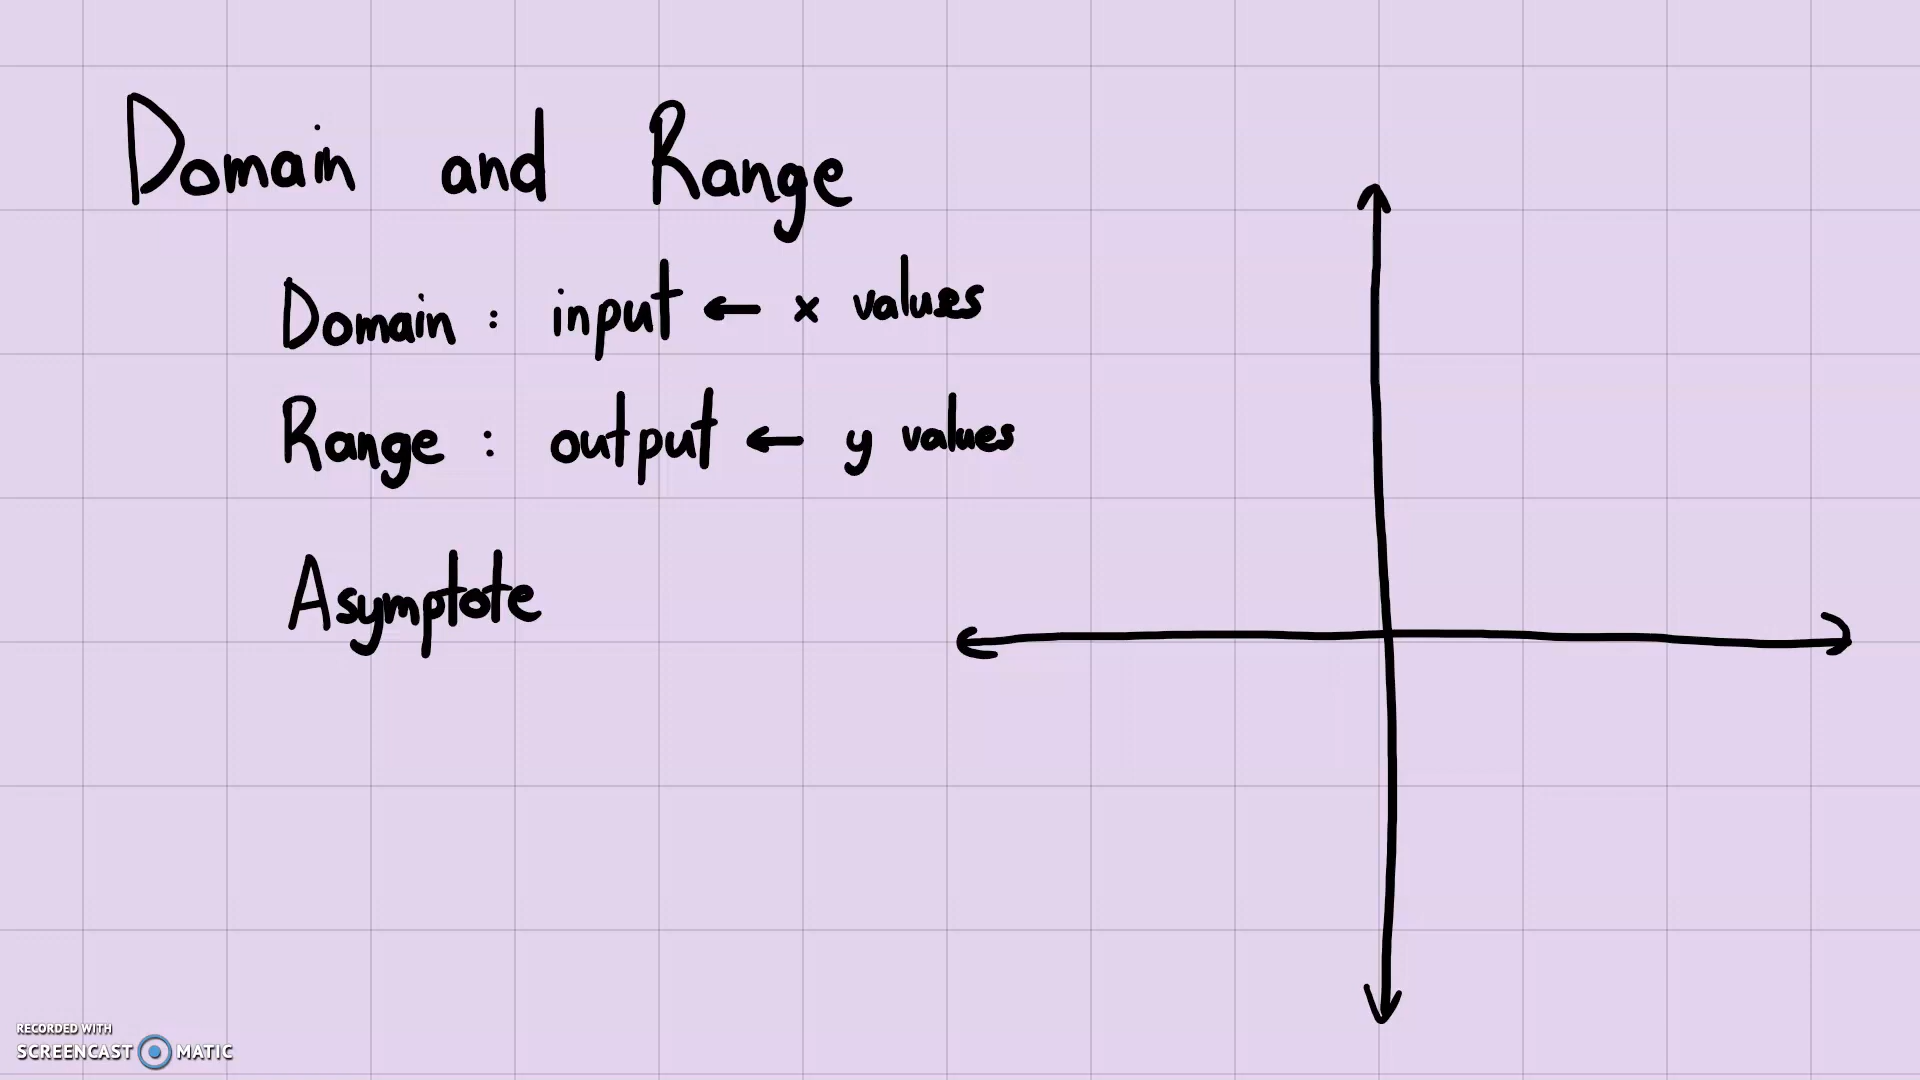 Domain and Range
Domain : input ← x values
Range : output ← y values
Asymptote
RECORDED WITH
SCREENCAST MATIC